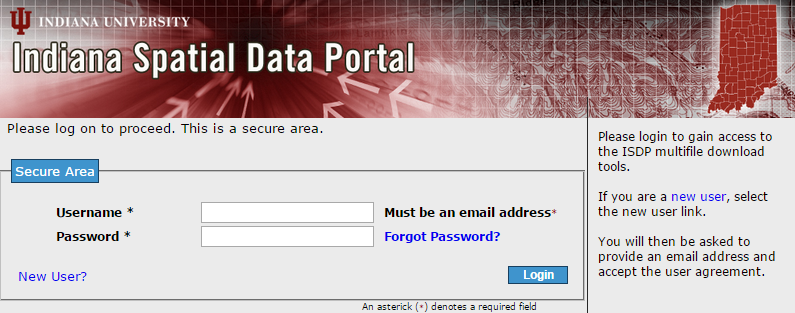 INDIANA UNIVERSITY
Indiana Spatial Data Portal
Please log on to proceed. This is a secure area.
Secure Area
Username *
Must be an email address*
Password *
Forgot Password?
New User?
Login
An asterick (*) denotes a required field
Please login to gain access to
the ISDP multifile download
tools.
If you are a new user, select
the new user link.
You will then be asked to
provide an email address and
accept the user agreement.